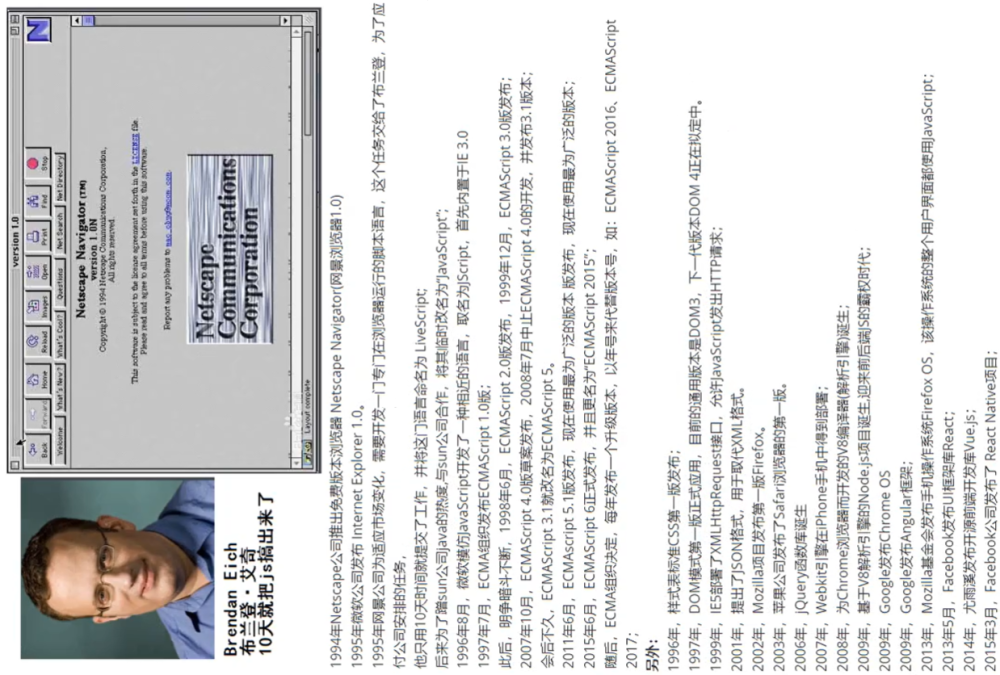 Brendan Eich
布兰登・艾奇
10天就把js搞出来了
version 1.0
Back
Forward
Home
Reload
Images
Open
Print
Find
Stop
Welcome
What's New?
What's Cool?
Questions
Net Search
Net Directory
Netscape Navigator (TM)
version 1.0N
Copyright © 1994 Netscape Communications Corporation,
All rights reserved.
This software is subject to the license agreement set forth in the LICENSE file.
Please read and agree to all terms before using this software.
Report any problems to mac_cbug@mcom.com.
Netscape
Communications
Corporation
Layout complete
1994年Netscape公司推出免费版本浏览器 Netscape Navigator(网景浏览器1.0)
1995年微软公司发布 Internet Explorer 1.0。
1995年网景公司为适应市场变化，需要开发一门专门在浏览器运行的脚本语言，这个任务交给了布兰登，为了应
付公司安排的任务，
他只用10天时间就提交了工作，并将这门语言命名为 LiveScript;
后来为了蹭sun公司java的热度,与sun公司合作，将其临时改名为"JavaScript";
1996年8月，微软模仿JavaScript开发了一种相近的语言，取名为JScript，首先内置于IE 3.0
1997年7月，ECMA组织发布ECMAScript 1.0版;
此后，明争暗斗不断，1998年6月，ECMAScript 2.0版发布，1999年12月，ECMAScript 3.0版发布;
2007年10月，ECMAScript 4.0版草案发布，2008年7月中止ECMAScript 4.0的开发，并发布3.1版本;
会后不久，ECMAScript 3.1就改名为ECMAScript 5。
2011年6月，ECMAscript 5.1版发布，现在使用最为广泛的版本 版发布，现在使用最为广泛的版本;
2015年6月，ECMAScript 6正式发布，并且更名为"ECMAScript 2015";
随后，ECMA组织决定，每年发布一个升级版本，以年号来代替版本号，如：ECMAScript 2016、ECMAScript
2017;
另外:
1996年，样式表标准CSS第一版发布;
1997年，DOM模式第一版正式应用，目前的通用版本是DOM3，下一代版本DOM 4正在拟定中。
1999年，IE5部署了XMLHttpRequest接口，允许JavaScript发出HTTP请求;
2001年，提出了JSON格式，用于取代XML格式。
2002年，Mozilla项目发布第一版Firefox。
2003年，苹果公司发布了Safari浏览器的第一版。
2006年，jQuery函数库诞生
2007年，Webkit引擎在iPhone手机中得到部署;
2008年，为Chrome浏览器而开发的V8编译器(解析引擎)诞生;
2009年，基于V8解析引擎的Node.js项目诞生,迎来前后端JS的霸权时代;
2009年，Google发布Chrome OS
2009年，Google发布Angular框架;
2013年，Mozilla基金会发布手机操作系统Firefox OS，该操作系统的整个用户界面都使用JavaScript;
2013年5月，Facebook发布UI框架库React;
2014年，尤雨溪发布开源前端开发库Vue.js;
2015年3月，Facebook公司发布了 React Native项目;